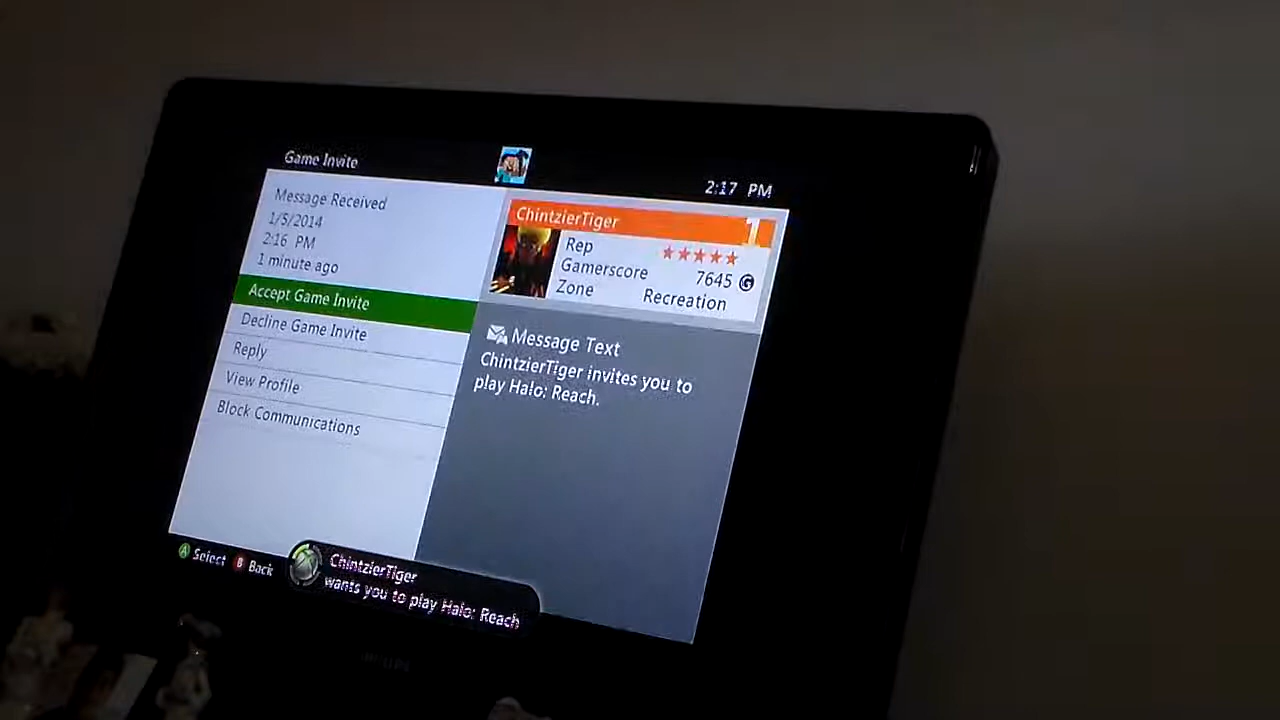 Game Invite
2:17 PM
Message Received
1/5/2014
2:16 PM
1 minute ago
Accept Game Invite
Decline Game Invite
Reply
View Profile
Block Communications
ChintzierTiger
1
Rep
Gamerscore 7645 G
Zone Recreation
Message Text
ChintzierTiger invites you to
play Halo: Reach.
A Select B Back
ChintzierTiger
wants you to play Halo: Reach
PHILIPS